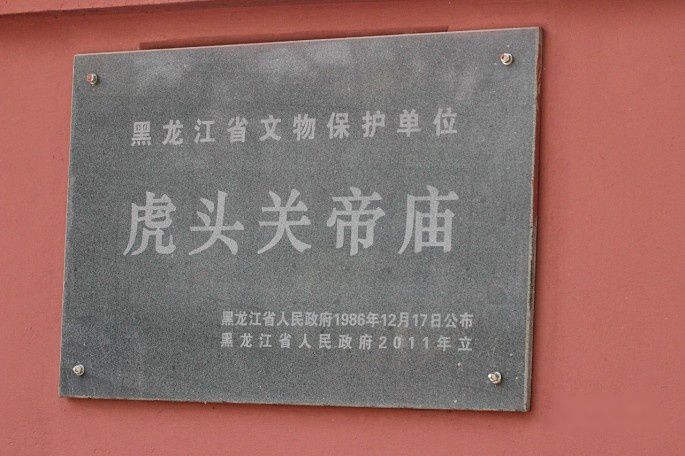 黑龙江省文物保护单位
虎头关帝庙
黑龙江省人民政府1986年12月17日公布
黑龙江省人民政府2011年立